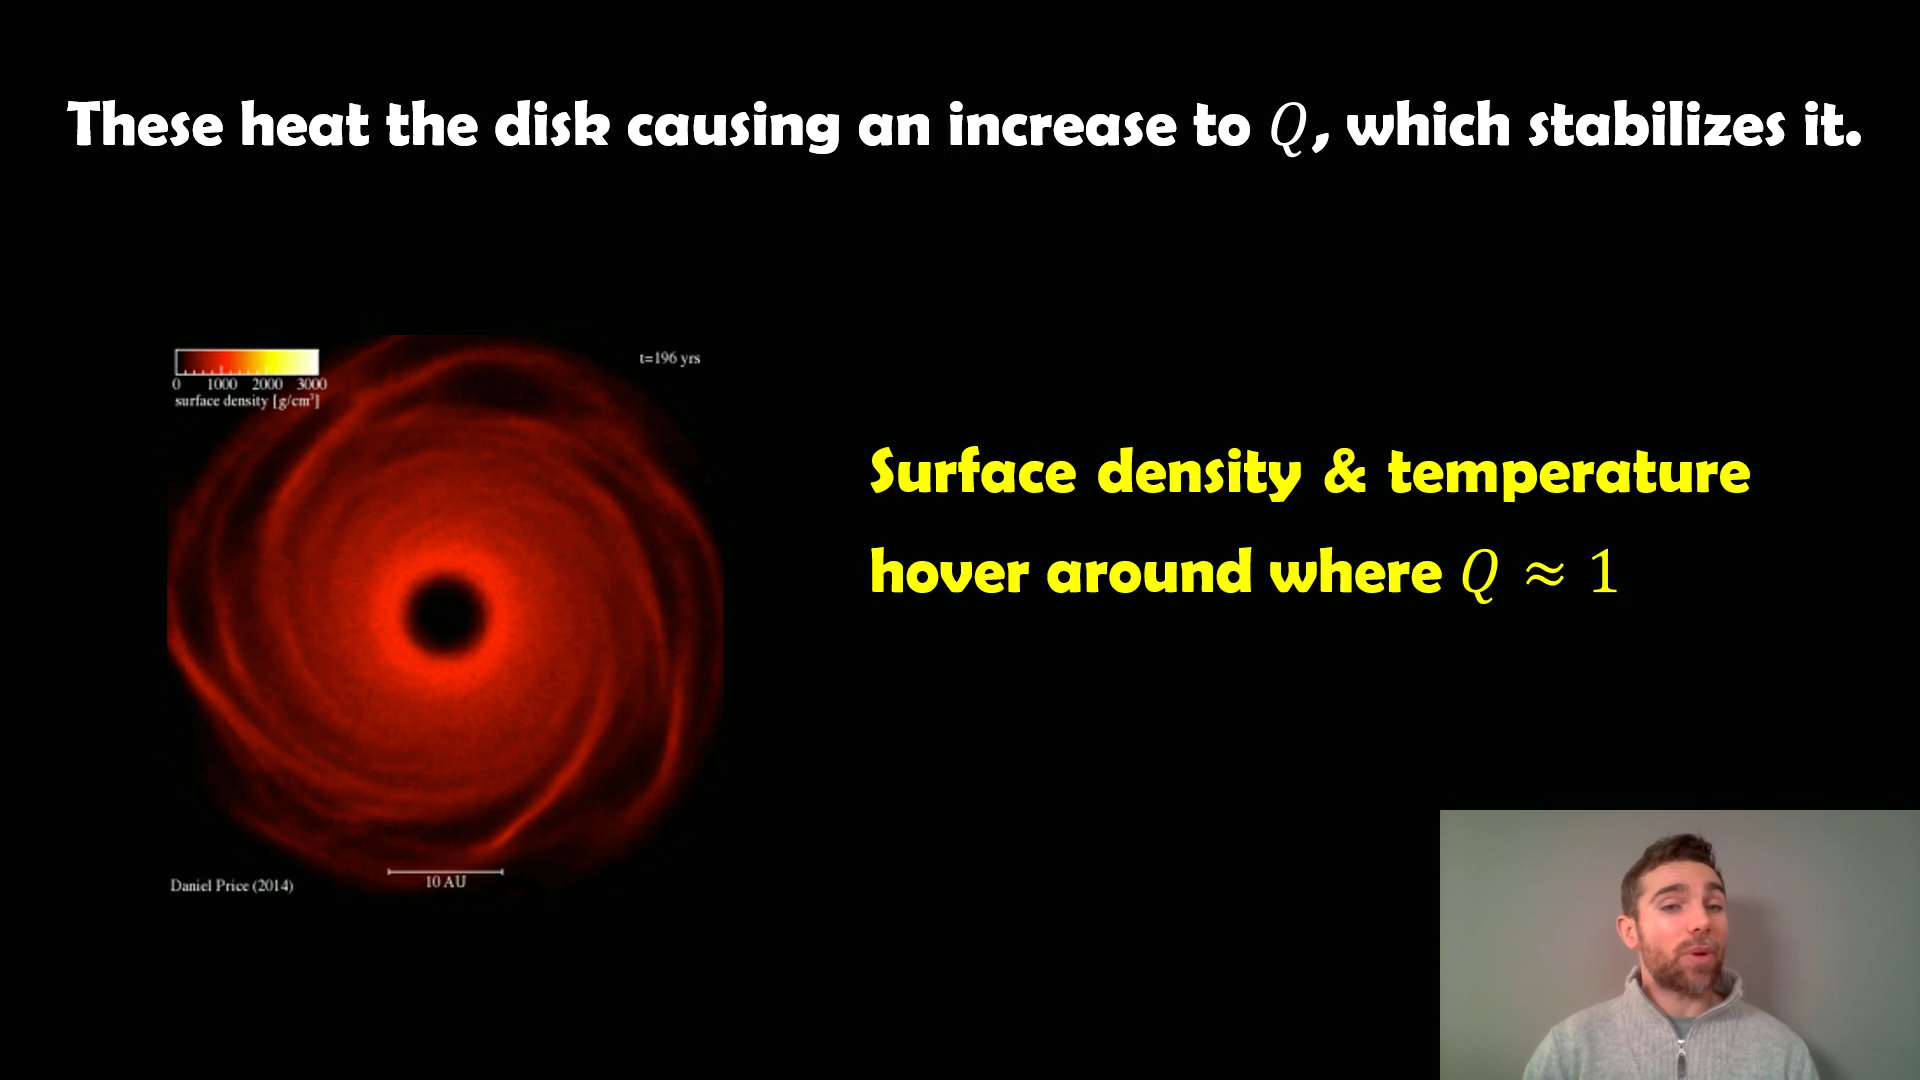 These heat the disk causing an increase to Q, which stabilizes it.
t=196 yrs
0 1000 2000 3000
surface density [g/cm³]
Surface density & temperature
hover around where Q ≈ 1
10 AU
Daniel Price (2014)